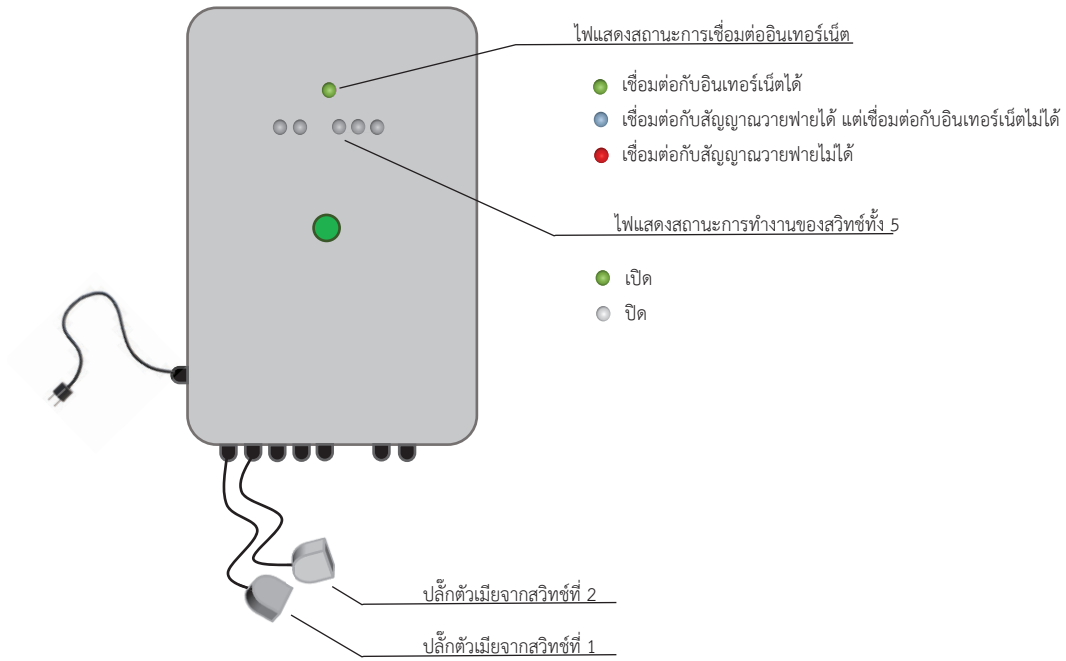 ไฟแสดงสถานะการเชื่อมต่ออินเทอร์เน็ต
เชื่อมต่อกับอินเทอร์เน็ตได้
เชื่อมต่อกับสัญญาณวายฟายได้ แต่เชื่อมต่อกับอินเทอร์เน็ตไม่ได้
เชื่อมต่อกับสัญญาณวายฟายไม่ได้
ไฟแสดงสถานะการทำงานของสวิทช์ทั้ง 5
เปิด
ปิด
ปลั๊กตัวเมียจากสวิทช์ที่ 2
ปลั๊กตัวเมียจากสวิทช์ที่ 1